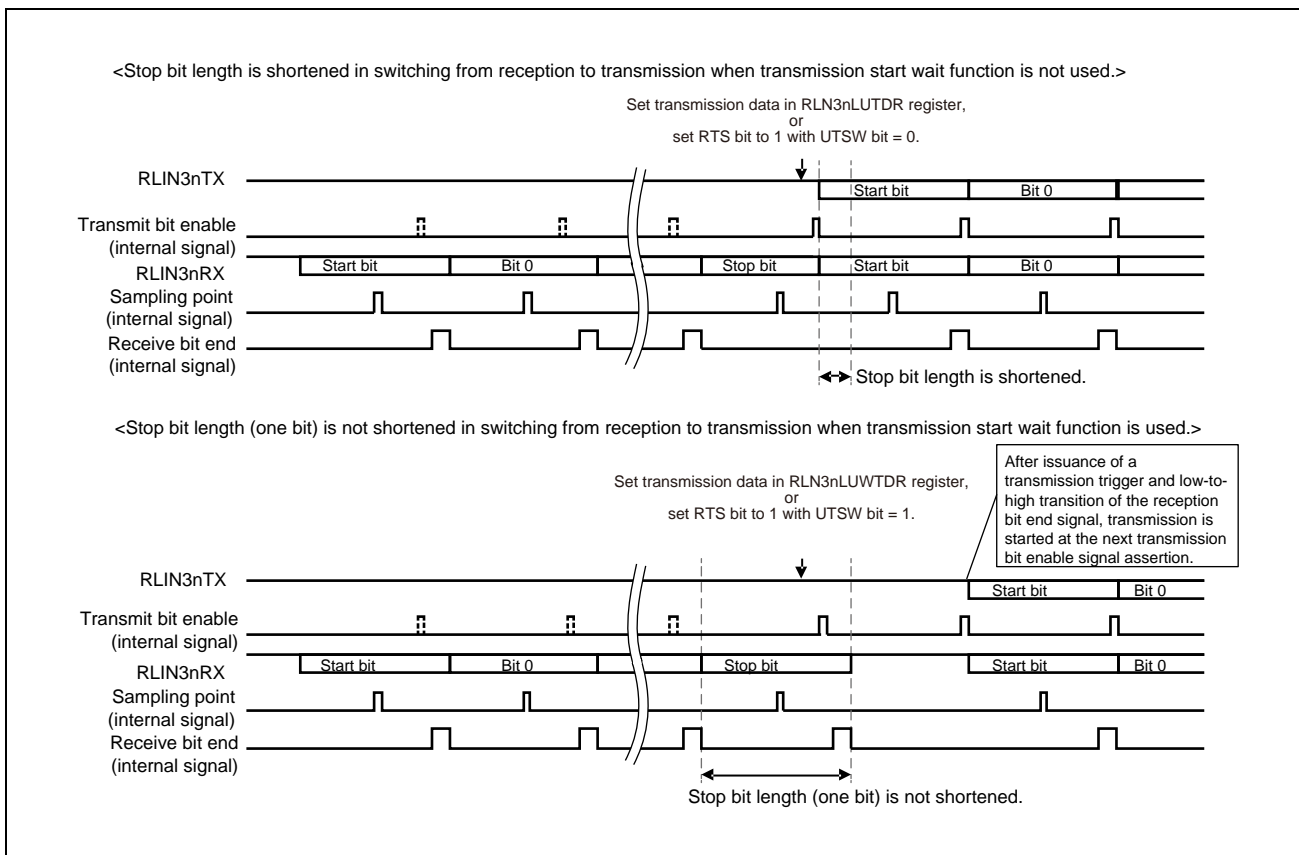 <Stop bit length is shortened in switching from reception to transmission when transmission start wait function is not used.>
Set transmission data in RLN3nLUTDR register,
or
set RTS bit to 1 with UTSW bit = 0.
RLIN3nTX
Start bit
Bit 0
Transmit bit enable
(internal signal)
RLIN3nRX
Start bit
Bit 0
Stop bit
Start bit
Bit 0
Sampling point
(internal signal)
Receive bit end
(internal signal)
Stop bit length is shortened.
<Stop bit length (one bit) is not shortened in switching from reception to transmission when transmission start wait function is used.>
Set transmission data in RLN3nLUWTDR register,
or
set RTS bit to 1 with UTSW bit = 1.
After issuance of a
transmission trigger and low-to-
high transition of the reception
bit end signal, transmission is
started at the next transmission
bit enable signal assertion.
RLIN3nTX
Start bit
Bit 0
Transmit bit enable
(internal signal)
RLIN3nRX
Start bit
Bit 0
Stop bit
Start bit
Bit 0
Sampling point
(internal signal)
Receive bit end
(internal signal)
Stop bit length (one bit) is not shortened.